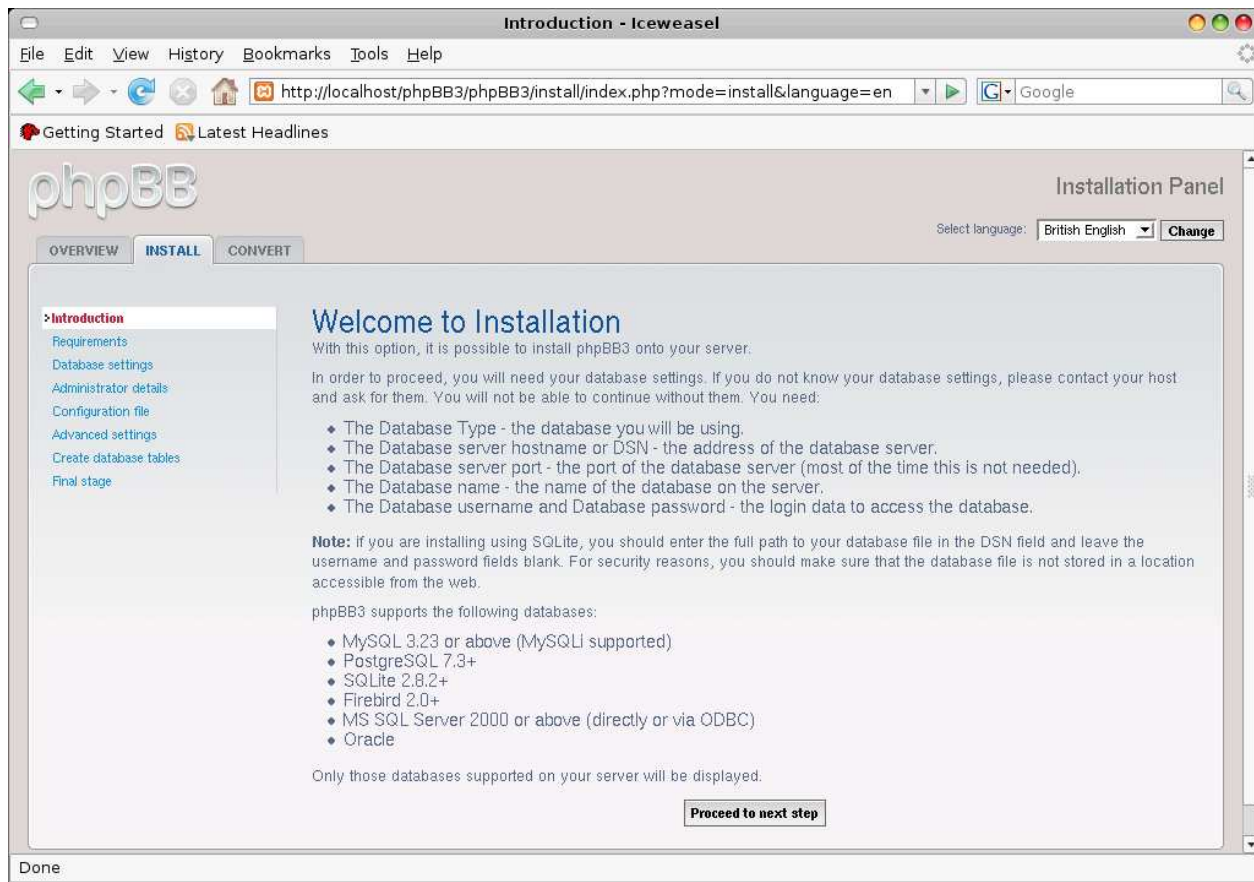 Introduction - Iceweasel
File Edit View History Bookmarks Tools Help
http://localhost/phpBB3/phpBB3/install/index.php?mode=install&language=en
G Google
Getting Started Latest Headlines
phpBB
Installation Panel
Select language: British English Change
OVERVIEW INSTALL CONVERT
>Introduction
Requirements
Database settings
Administrator details
Configuration file
Advanced settings
Create database tables
Final stage
Welcome to Installation
With this option, it is possible to install phpBB3 onto your server.
In order to proceed, you will need your database settings. If you do not know your database settings, please contact your host
and ask for them. You will not be able to continue without them. You need:
• The Database Type - the database you will be using.
• The Database server hostname or DSN - the address of the database server.
• The Database server port - the port of the database server (most of the time this is not needed).
• The Database name - the name of the database on the server.
• The Database username and Database password - the login data to access the database.
Note: if you are installing using SQLite, you should enter the full path to your database file in the DSN field and leave the
username and password fields blank. For security reasons, you should make sure that the database file is not stored in a location
accessible from the web.
phpBB3 supports the following databases:
• MySQL 3.23 or above (MySQLi supported)
• PostgreSQL 7.3+
• SQLite 2.8.2+
• Firebird 2.0+
• MS SQL Server 2000 or above (directly or via ODBC)
• Oracle
Only those databases supported on your server will be displayed.
Proceed to next step
Done